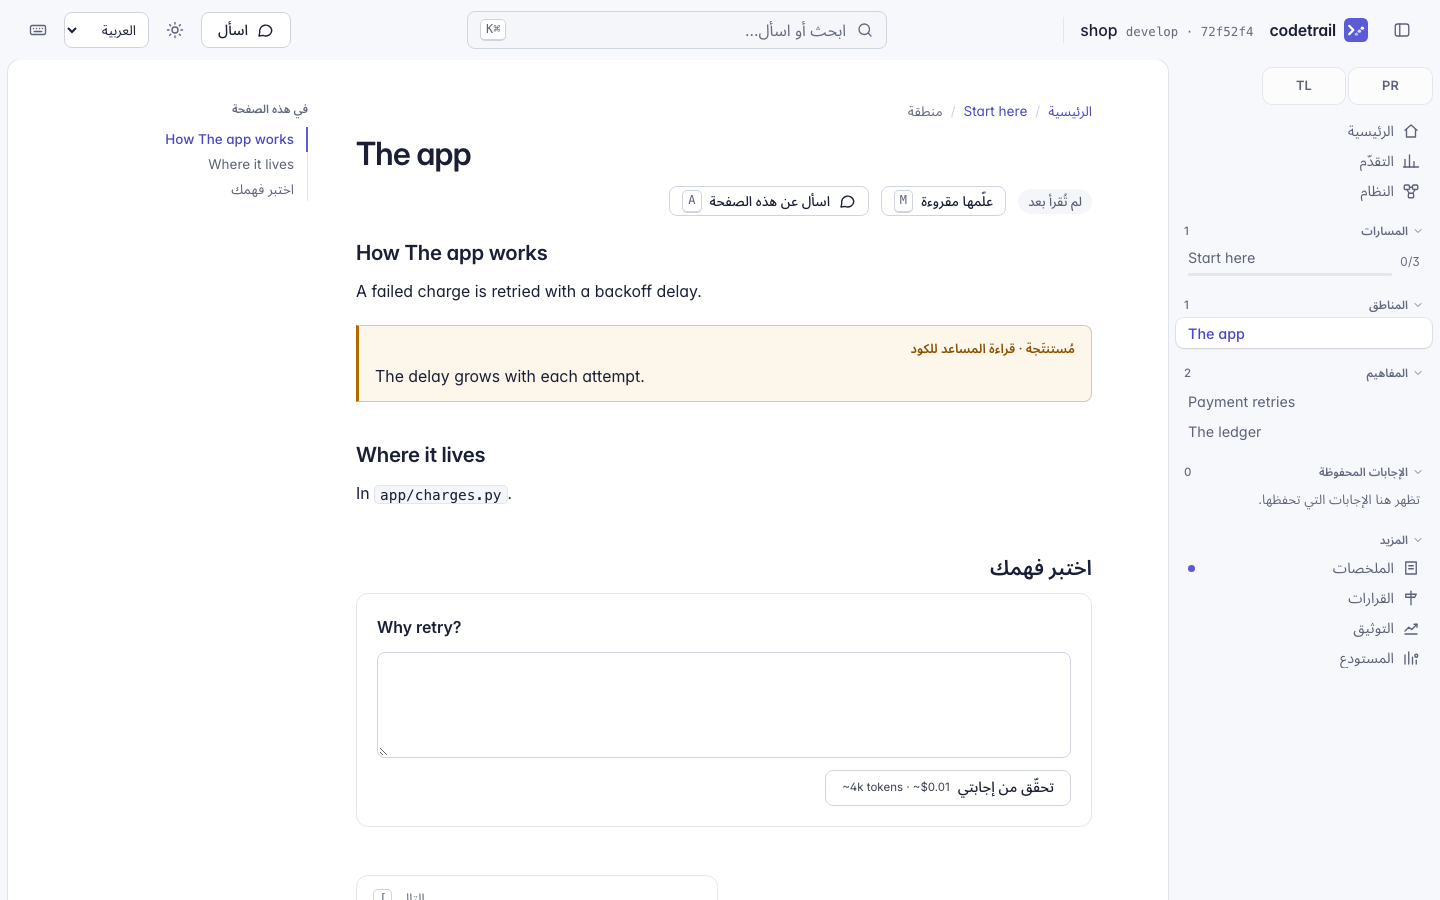 codetrail
shop develop · 72f52f4
ابحث أو اسأل...
⌘K
اسأل
العربية
PR
TL
الرئيسية
التقدّم
النظام
المسارات 1
Start here 0/3
المناطق 1
The app
المفاهيم 2
Payment retries
The ledger
الإجابات المحفوظة 0
تظهر هنا الإجابات التي تحفظها.
المزيد
الملخصات
القرارات
التوثيق
المستودع
الرئيسية / Start here / منطقة
The app
لم تُقرأ بعد
علّمها مقروءة M
اسأل عن هذه الصفحة A
How The app works
A failed charge is retried with a backoff delay.
مُستنتَجة · قراءة المساعد للكود
The delay grows with each attempt.
Where it lives
In app/charges.py.
اختبر فهمك
Why retry?
تحقّق من إجابتي ~4k tokens · ~$0.01
التالي
في هذه الصفحة
How The app works
Where it lives
اختبر فهمك